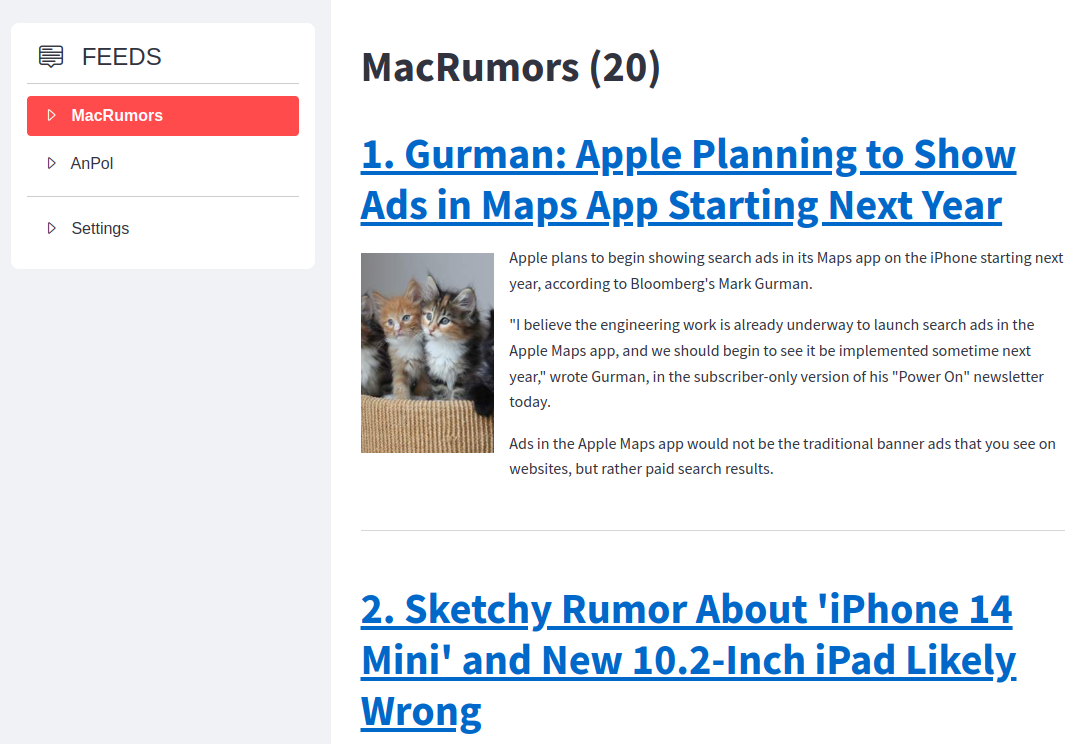 FEEDS
MacRumors
AnPol
Settings
MacRumors (20)
1. Gurman: Apple Planning to Show
Ads in Maps App Starting Next Year
Apple plans to begin showing search ads in its Maps app on the iPhone starting next
year, according to Bloomberg's Mark Gurman.
"I believe the engineering work is already underway to launch search ads in the
Apple Maps app, and we should begin to see it be implemented sometime next
year," wrote Gurman, in the subscriber-only version of his "Power On" newsletter
today.
Ads in the Apple Maps app would not be the traditional banner ads that you see on
websites, but rather paid search results.
2. Sketchy Rumor About 'iPhone 14
Mini' and New 10.2-Inch iPad Likely
Wrong